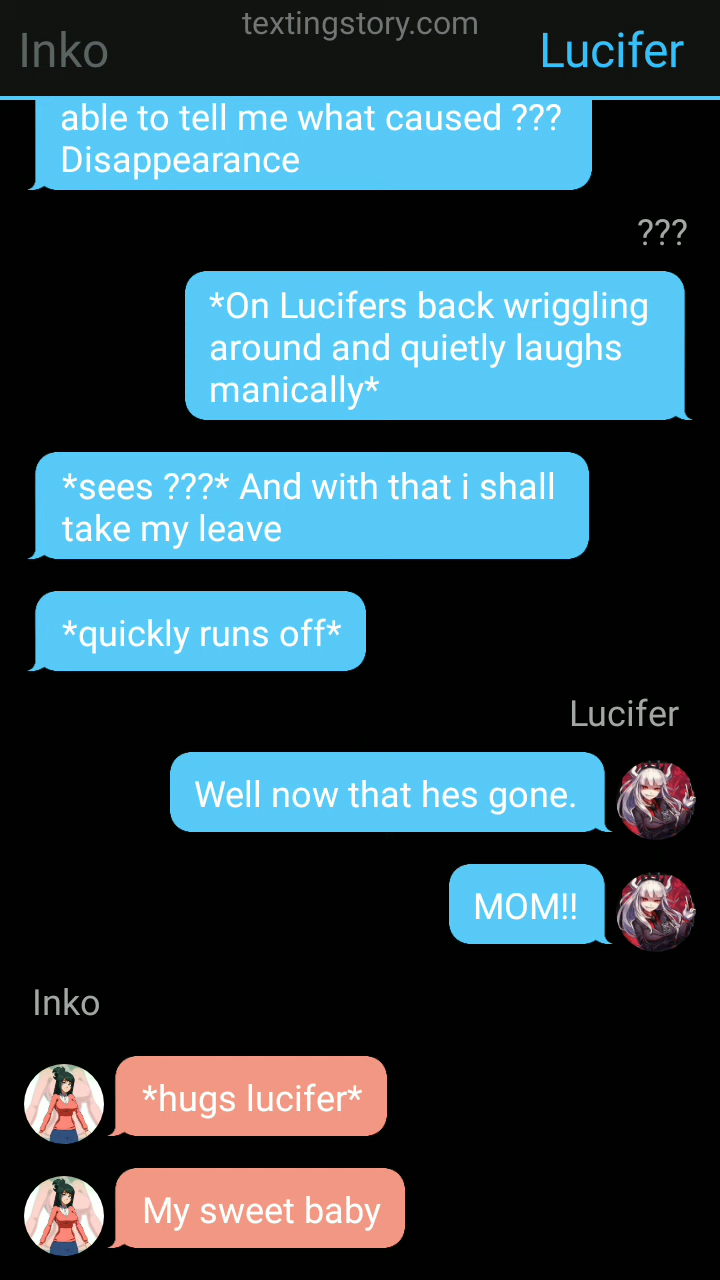 textingstory.com
Inko
Lucifer
able to tell me what caused ???
Disappearance
???
*On Lucifers back wriggling
around and quietly laughs
manically*
*sees ???* And with that i shall
take my leave
*quickly runs off*
Lucifer
Well now that hes gone.
MOM!!
Inko
*hugs lucifer*
My sweet baby